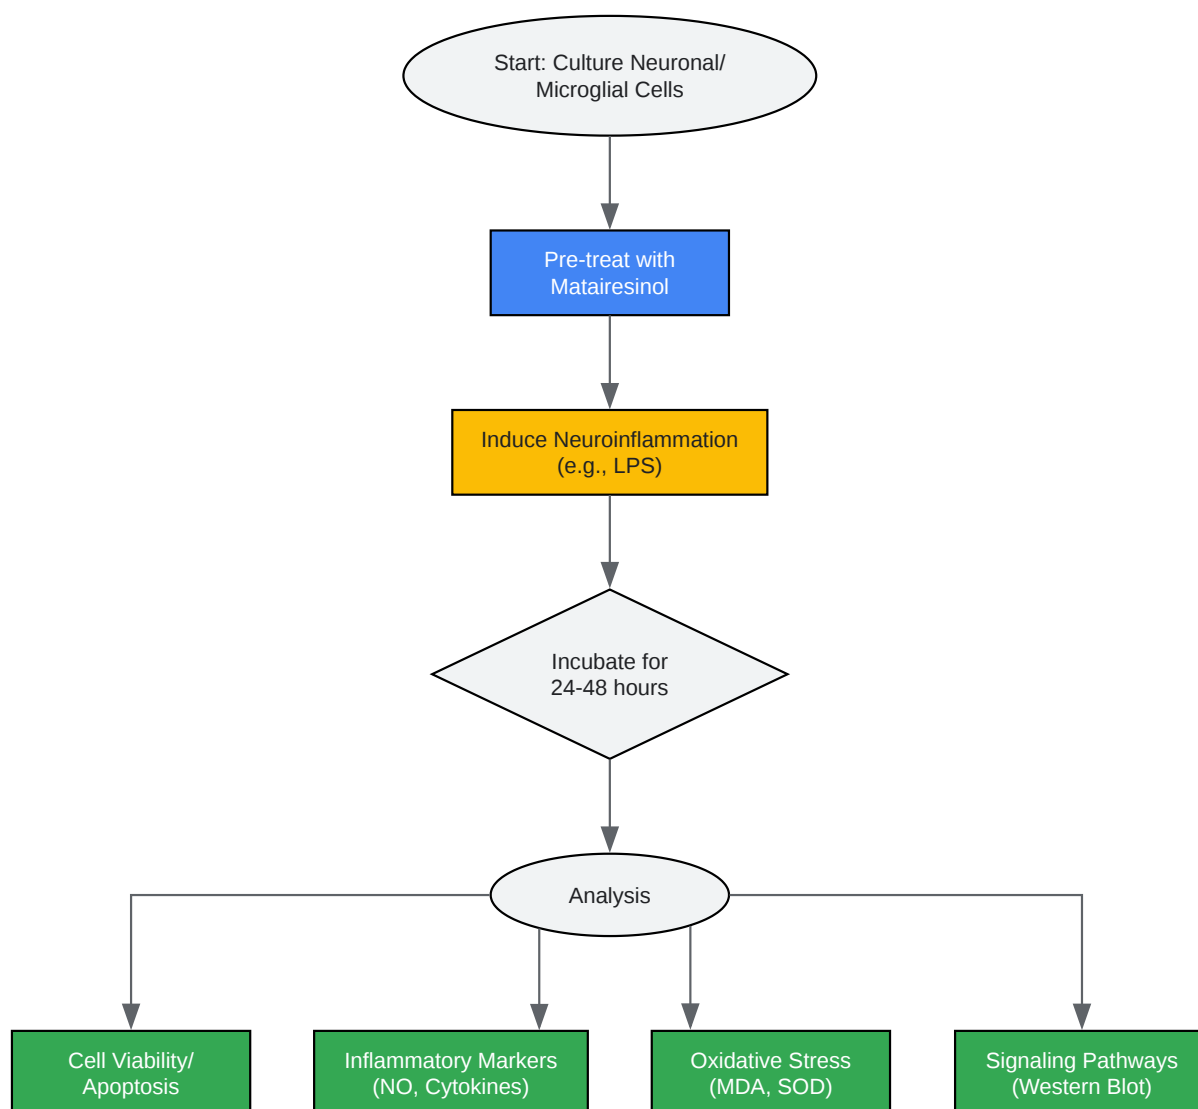 Start: Culture Neuronal/
Microglial Cells
Pre-treat with
Matairesinol
Induce Neuroinflammation
(e.g., LPS)
Incubate for
24-48 hours
Analysis
Cell Viability/
Apoptosis
Inflammatory Markers
(NO, Cytokines)
Oxidative Stress
(MDA, SOD)
Signaling Pathways
(Western Blot)